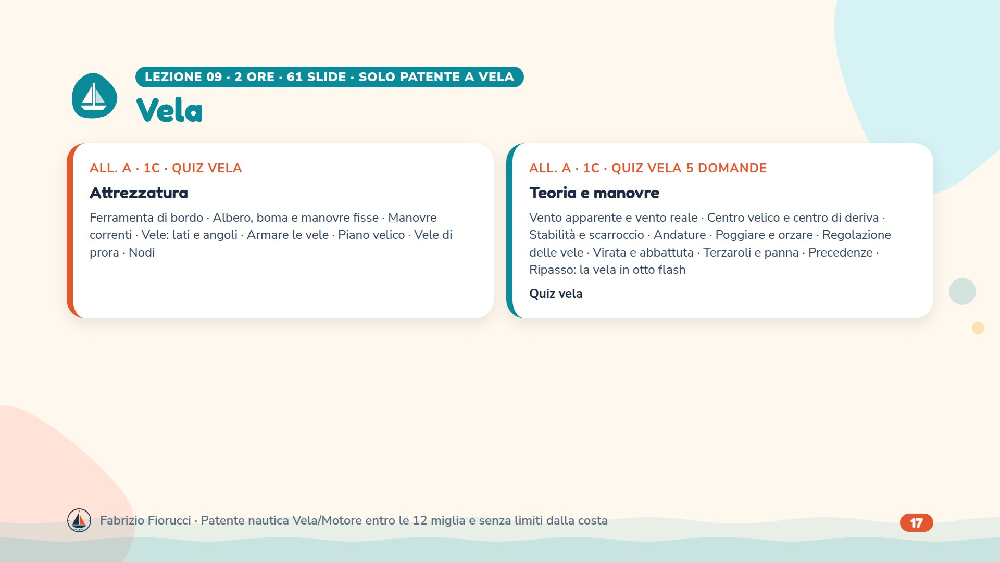 LEZIONE 09 · 2 ORE · 61 SLIDE · SOLO PATENTE A VELA
Vela
ALL. A · 1C · QUIZ VELA
Attrezzatura
Ferramenta di bordo · Albero, boma e manovre fisse · Manovre
correnti · Vele: lati e angoli · Armare le vele · Piano velico · Vele di
prora · Nodi
ALL. A · 1C · QUIZ VELA 5 DOMANDE
Teoria e manovre
Vento apparente e vento reale · Centro velico e centro di deriva ·
Stabilità e scarroccio · Andature · Poggiare e orzare · Regolazione
delle vele · Virata e abbattuta · Terzaroli e panna · Precedenze ·
Ripasso: la vela in otto flash
Quiz vela
Fabrizio Fiorucci · Patente nautica Vela/Motore entro le 12 miglia e senza limiti dalla costa
17